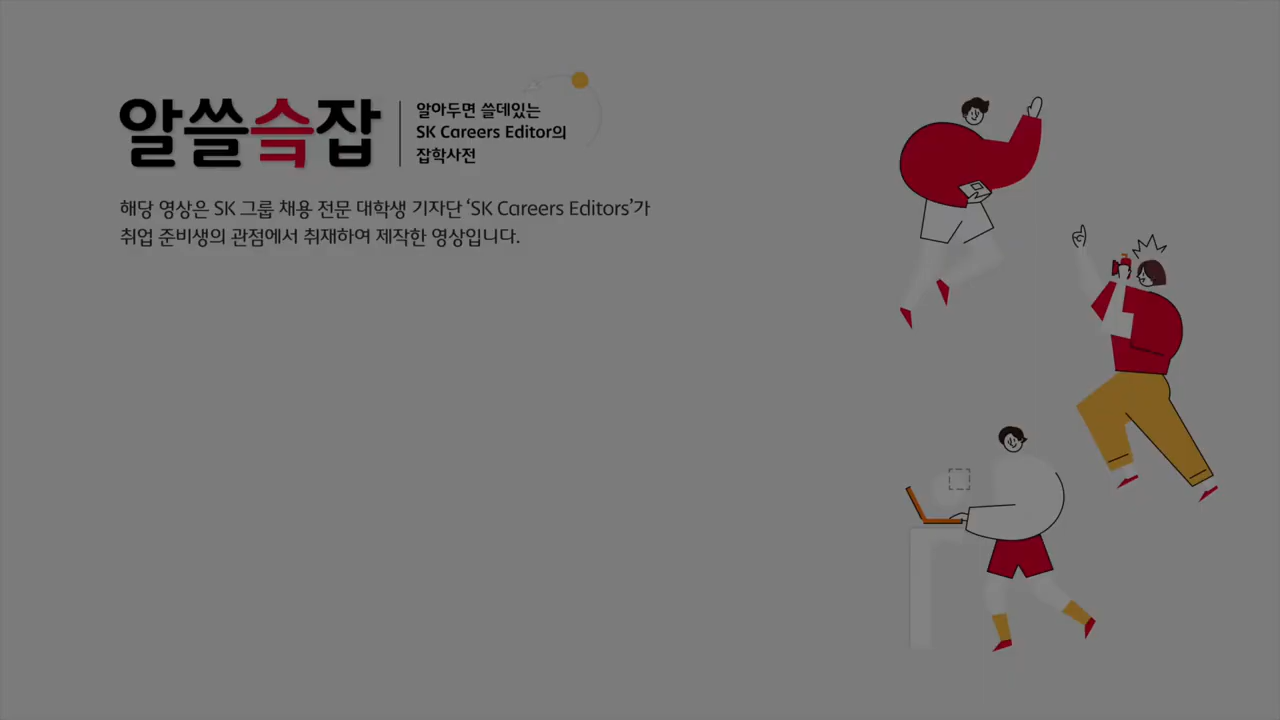 알쓸슼잡
알아두면 쓸데있는
SK Careers Editor의
잡학사전
해당 영상은 SK 그룹 채용 전문 대학생 기자단 ‘SK Careers Editors’가
취업 준비생의 관점에서 취재하여 제작한 영상입니다.